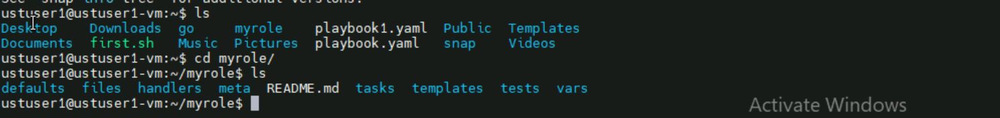 See 'snap info tree' for additional versions.
ustuser1@ustuser1-vm:~$ ls
Desktop Downloads go myrole playbook1.yaml Public Templates
Documents first.sh Music Pictures playbook.yaml snap Videos
ustuser1@ustuser1-vm:~$ cd myrole/
ustuser1@ustuser1-vm:~/myrole$ ls
defaults files handlers meta README.md tasks templates tests vars
ustuser1@ustuser1-vm:~/myrole$
Activate Windows